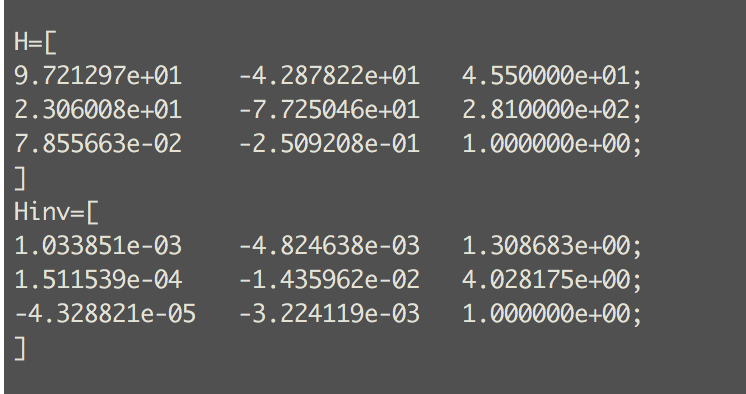 H=[
9.721297e+01 -4.287822e+01 4.550000e+01;
2.306008e+01 -7.725046e+01 2.810000e+02;
7.855663e-02 -2.509208e-01 1.000000e+00;
]
Hinv=[
1.033851e-03 -4.824638e-03 1.308683e+00;
1.511539e-04 -1.435962e-02 4.028175e+00;
-4.328821e-05 -3.224119e-03 1.000000e+00;
]